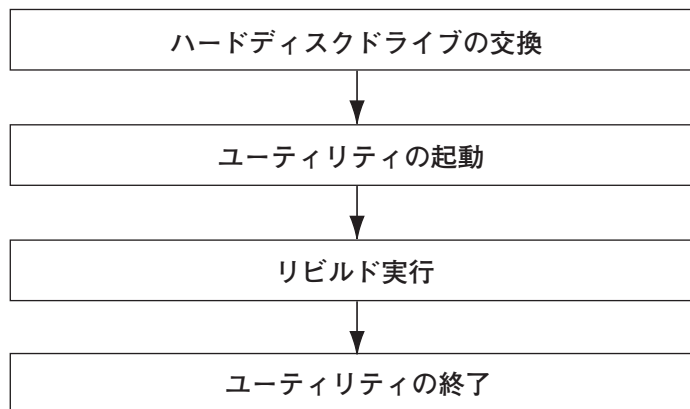 ハードディスクドライブの交換
ユーティリティの起動
リビルド実行
ユーティリティの終了